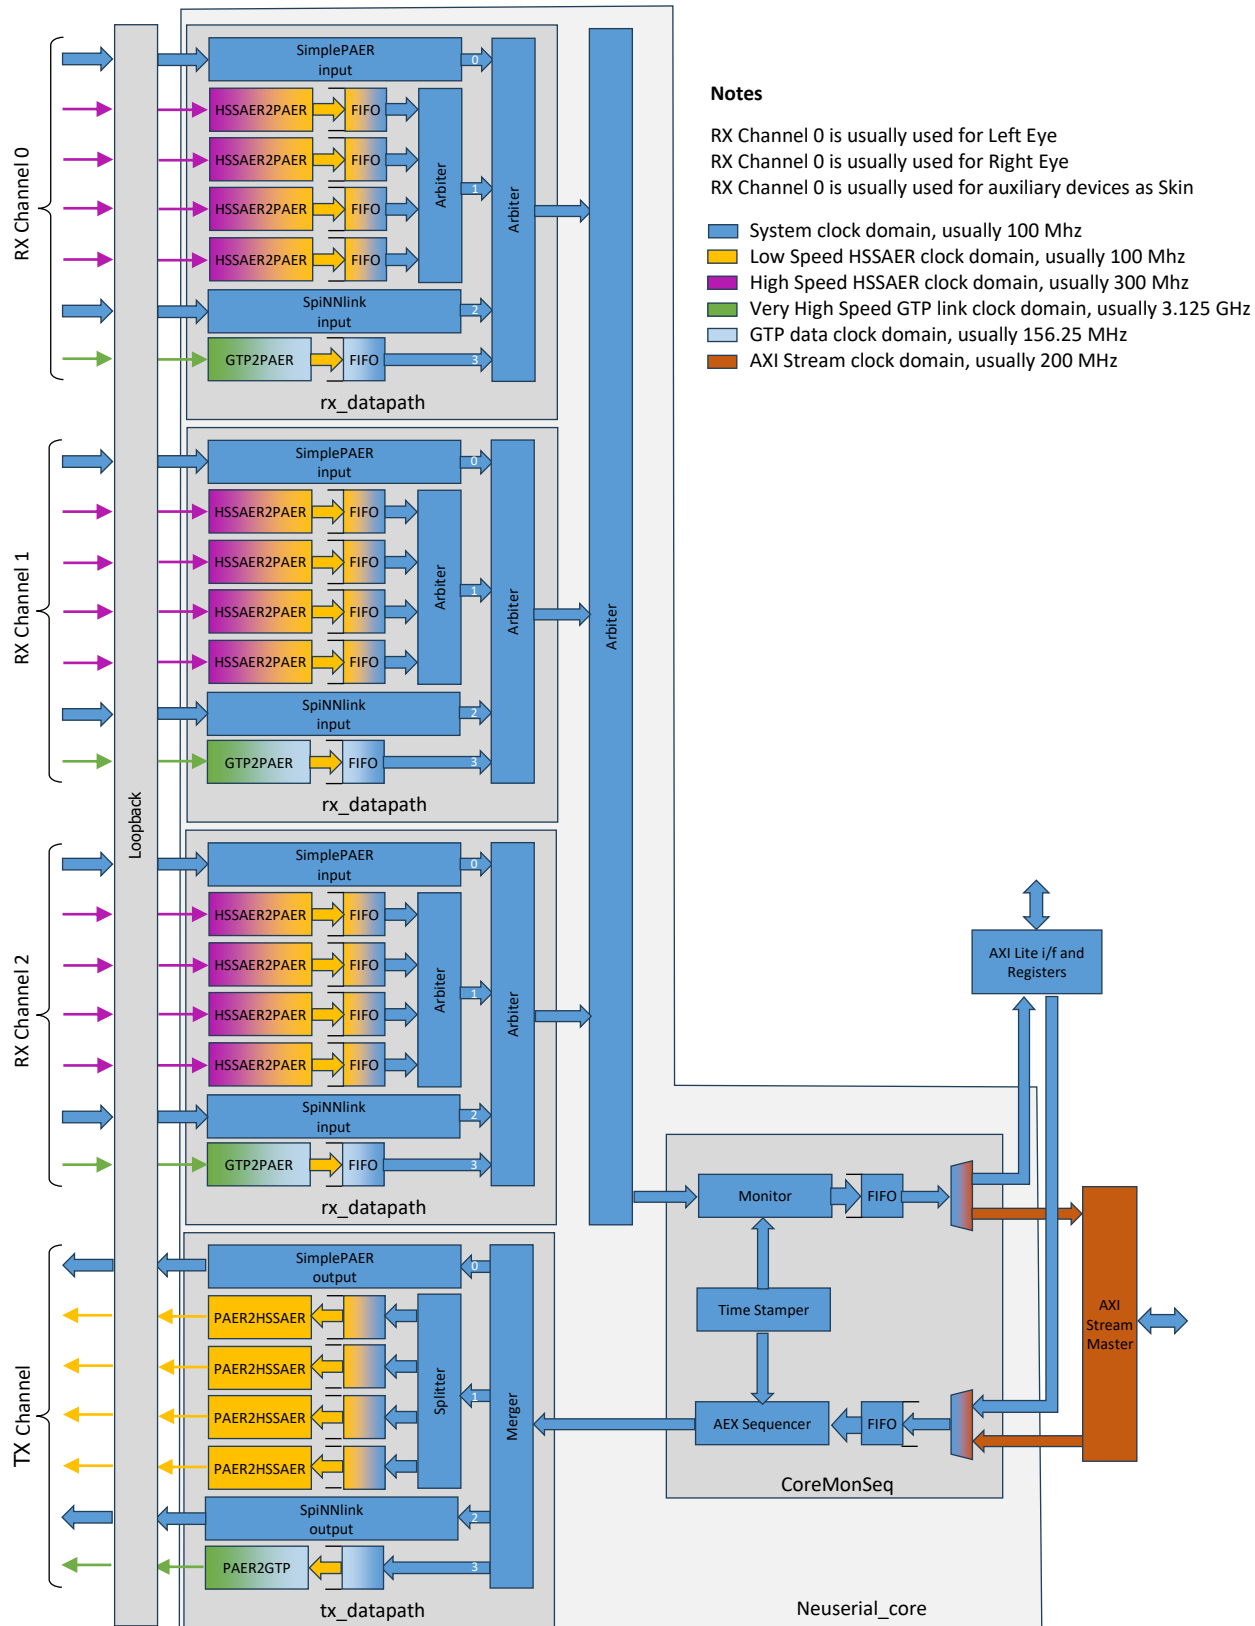 RX Channel 0
SimplePAER
input
0
HSSAER2PAER
FIFO
HSSAER2PAER
FIFO
HSSAER2PAER
FIFO
HSSAER2PAER
FIFO
Arbiter
1
SpiNNlink
input
2
GTP2PAER
FIFO
3
Arbiter
rx_datapath
RX Channel 1
SimplePAER
input
0
HSSAER2PAER
FIFO
HSSAER2PAER
FIFO
HSSAER2PAER
FIFO
HSSAER2PAER
FIFO
Arbiter
1
SpiNNlink
input
2
GTP2PAER
FIFO
3
Arbiter
rx_datapath
Arbiter
Loopback
RX Channel 2
SimplePAER
input
0
HSSAER2PAER
FIFO
HSSAER2PAER
FIFO
HSSAER2PAER
FIFO
HSSAER2PAER
FIFO
Arbiter
1
SpiNNlink
input
2
GTP2PAER
FIFO
3
Arbiter
rx_datapath
TX Channel
SimplePAER
output
0
PAER2HSSAER
PAER2HSSAER
PAER2HSSAER
PAER2HSSAER
Splitter
1
SpiNNlink
output
2
PAER2GTP
3
Merger
tx_datapath
Notes
RX Channel 0 is usually used for Left Eye
RX Channel 0 is usually used for Right Eye
RX Channel 0 is usually used for auxiliary devices as Skin
System clock domain, usually 100 Mhz
Low Speed HSSAER clock domain, usually 100 Mhz
High Speed HSSAER clock domain, usually 300 Mhz
Very High Speed GTP link clock domain, usually 3.125 GHz
GTP data clock domain, usually 156.25 MHz
AXI Stream clock domain, usually 200 MHz
AXI Lite i/f and
Registers
Monitor
FIFO
Time Stamper
AXI
Stream
Master
AEX Sequencer
FIFO
CoreMonSeq
Neuserial_core